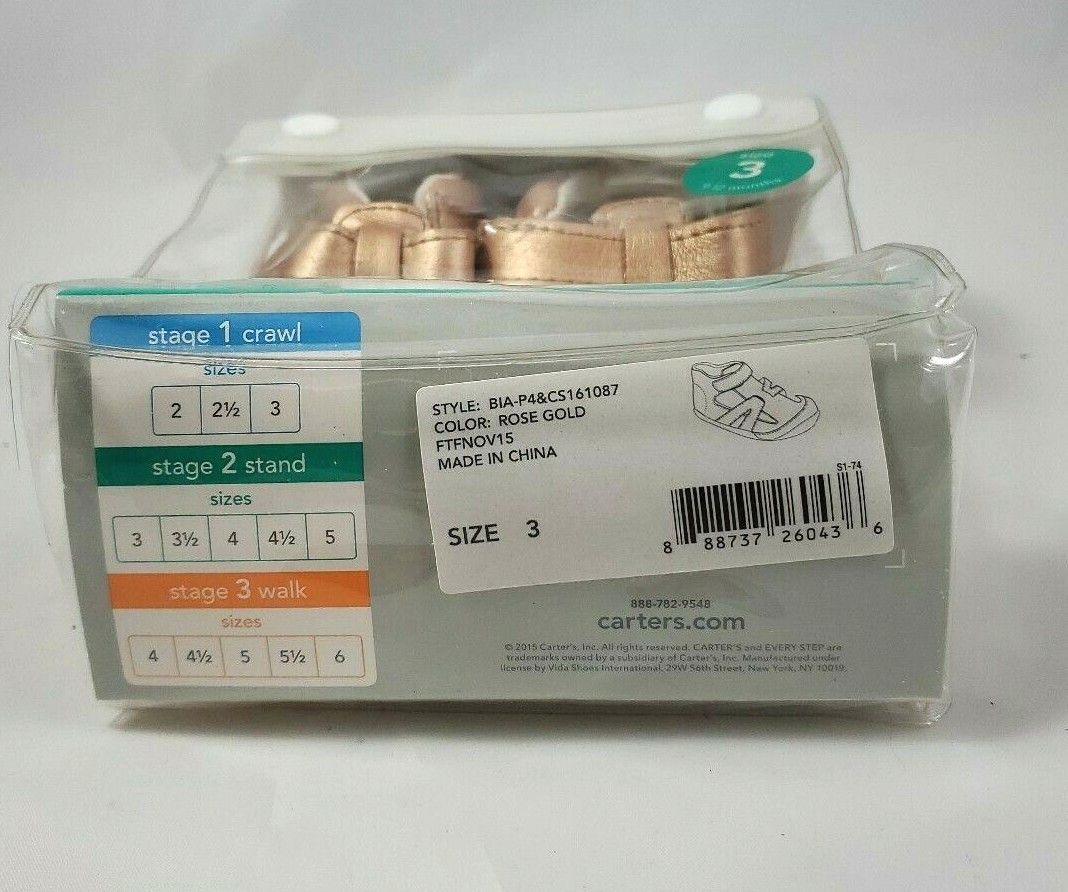 size
3
months
stage 1 crawl
sizes
2 2½ 3
stage 2 stand
sizes
3 3½ 4 4½ 5
stage 3 walk
sizes
4 4½ 5 5½ 6
STYLE: BIA-P4&CS161087
COLOR: ROSE GOLD
FTFNOV15
MADE IN CHINA
SIZE 3
S1-74
8 88737 26043 6
888-782-9548
carters.com
© 2015 Carter's, Inc. All rights reserved. CARTER'S and EVERY STEP are
trademarks owned by a subsidiary of Carter's, Inc. Manufactured under
license by Vida Shoes International, 29W 56th Street, New York, NY 10019.